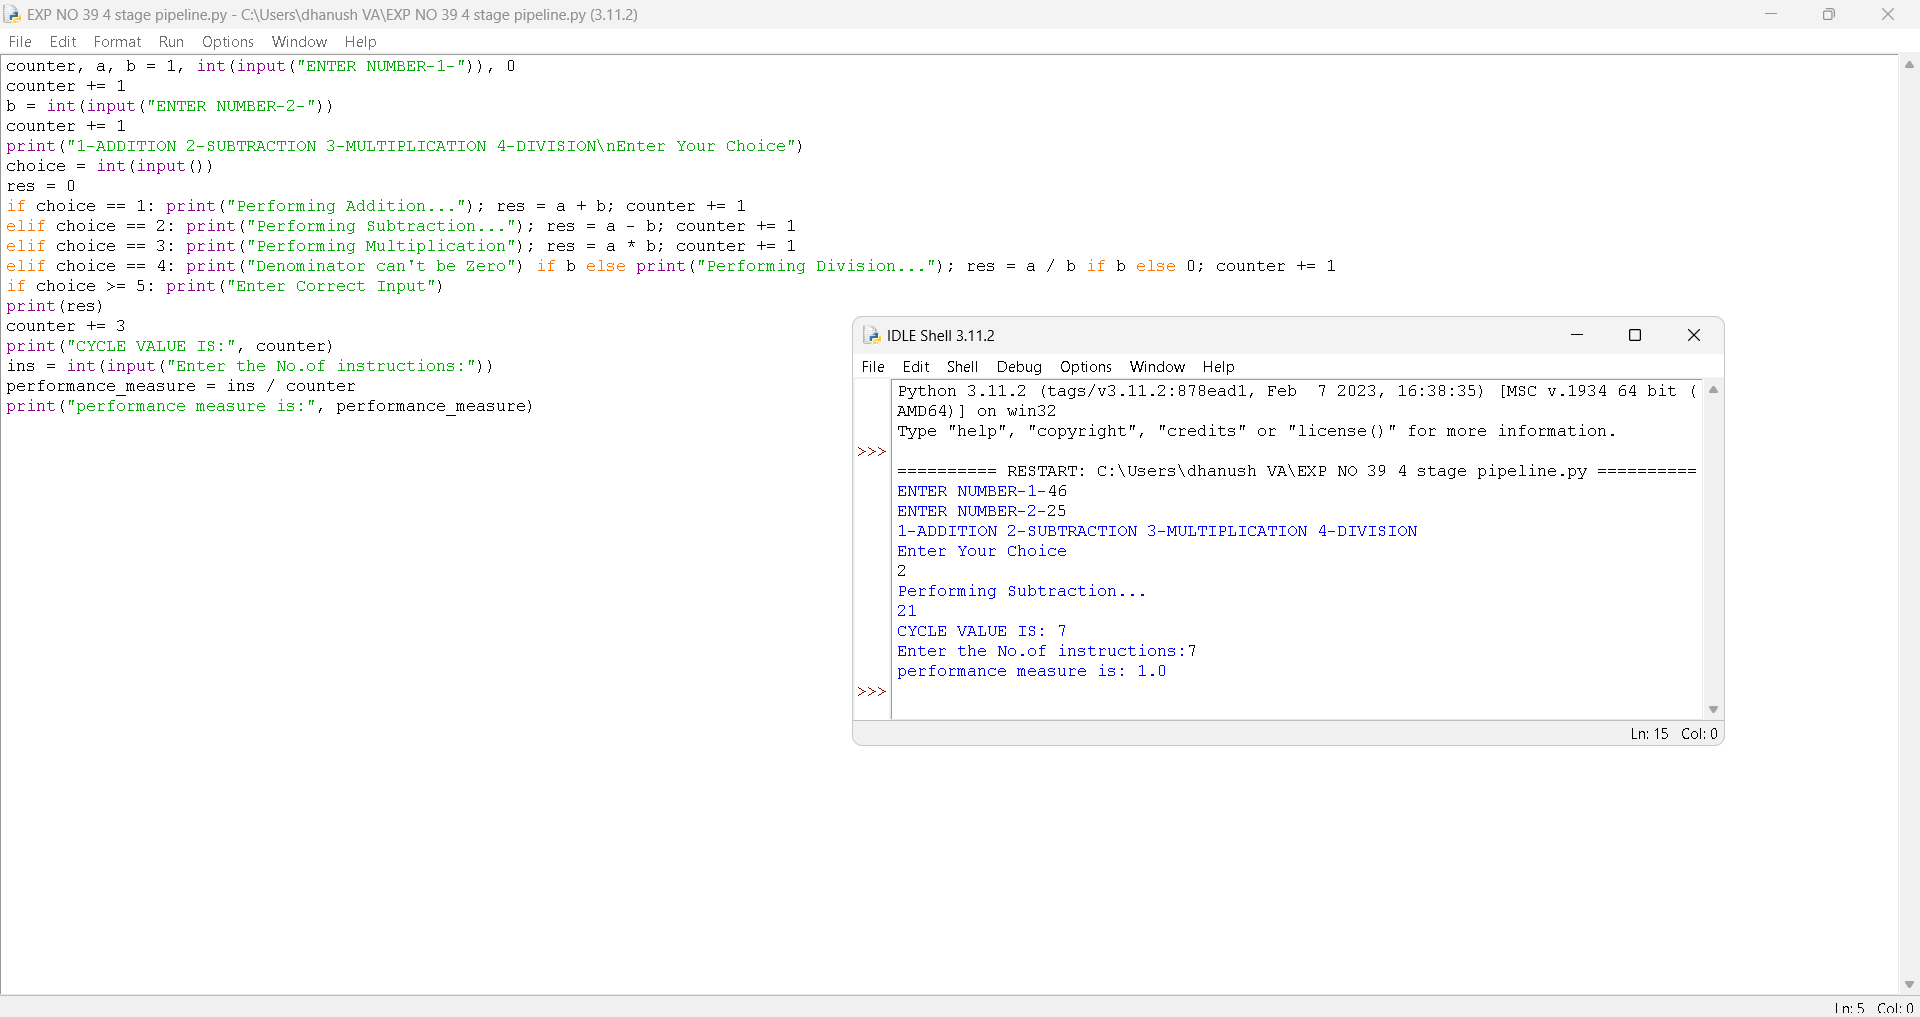 EXP NO 39 4 stage pipeline.py - C:\Users\dhanush VA\EXP NO 39 4 stage pipeline.py (3.11.2)
File Edit Format Run Options Window Help
counter, a, b = 1, int(input("ENTER NUMBER-1-")), 0
counter += 1
b = int(input("ENTER NUMBER-2-"))
counter += 1
print("1-ADDITION 2-SUBTRACTION 3-MULTIPLICATION 4-DIVISION\nEnter Your Choice")
choice = int(input())
res = 0
if choice == 1: print("Performing Addition..."); res = a + b; counter += 1
elif choice == 2: print("Performing Subtraction..."); res = a - b; counter += 1
elif choice == 3: print("Performing Multiplication"); res = a * b; counter += 1
elif choice == 4: print("Denominator can't be Zero") if b else print("Performing Division..."); res = a / b if b else 0; counter += 1
if choice >= 5: print("Enter Correct Input")
print(res)
counter += 3
print("CYCLE VALUE IS:", counter)
ins = int(input("Enter the No.of instructions:"))
performance_measure = ins / counter
print("performance measure is:", performance_measure)
IDLE Shell 3.11.2
File Edit Shell Debug Options Window Help
Python 3.11.2 (tags/v3.11.2:878ead1, Feb  7 2023, 16:38:35) [MSC v.1934 64 bit (
AMD64)] on win32
Type "help", "copyright", "credits" or "license()" for more information.
>>>
========== RESTART: C:\Users\dhanush VA\EXP NO 39 4 stage pipeline.py ==========
ENTER NUMBER-1-46
ENTER NUMBER-2-25
1-ADDITION 2-SUBTRACTION 3-MULTIPLICATION 4-DIVISION
Enter Your Choice
2
Performing Subtraction...
21
CYCLE VALUE IS: 7
Enter the No.of instructions:7
performance measure is: 1.0
>>>
Ln: 15 Col: 0
Ln: 5 Col: 0